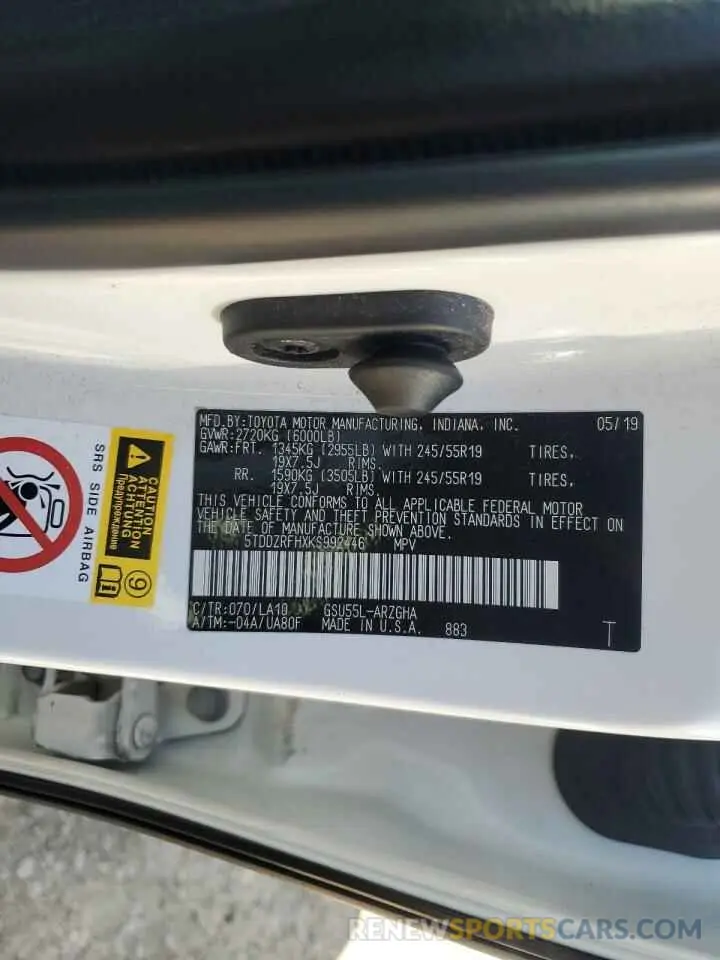 MFD.BY:TOYOTA MOTOR MANUFACTURING, INDIANA, INC. 05/19
GVWR:2720KG (6000LB)
GAWR:FRT. 1345KG (2955LB) WITH 245/55R19 TIRES,
19X7.5J RIMS.
RR. 1590KG (3505LB) WITH 245/55R19 TIRES,
19X7.5J RIMS.
THIS VEHICLE CONFORMS TO ALL APPLICABLE FEDERAL MOTOR
VEHICLE SAFETY AND THEFT PREVENTION STANDARDS IN EFFECT ON
THE DATE OF MANUFACTURE SHOWN ABOVE.
5TDDZRFHXKS992446 MPV
C/TR:070/LA10 GSU55L-ARZGHA
A/TM:-04A/UA80F MADE IN U.S.A. 883
T
SRS SIDE AIRBAG
CAUTION
ATTENTION
ACHTUNG
Предупреждение
9
RENEWSPORTSCARS.COM